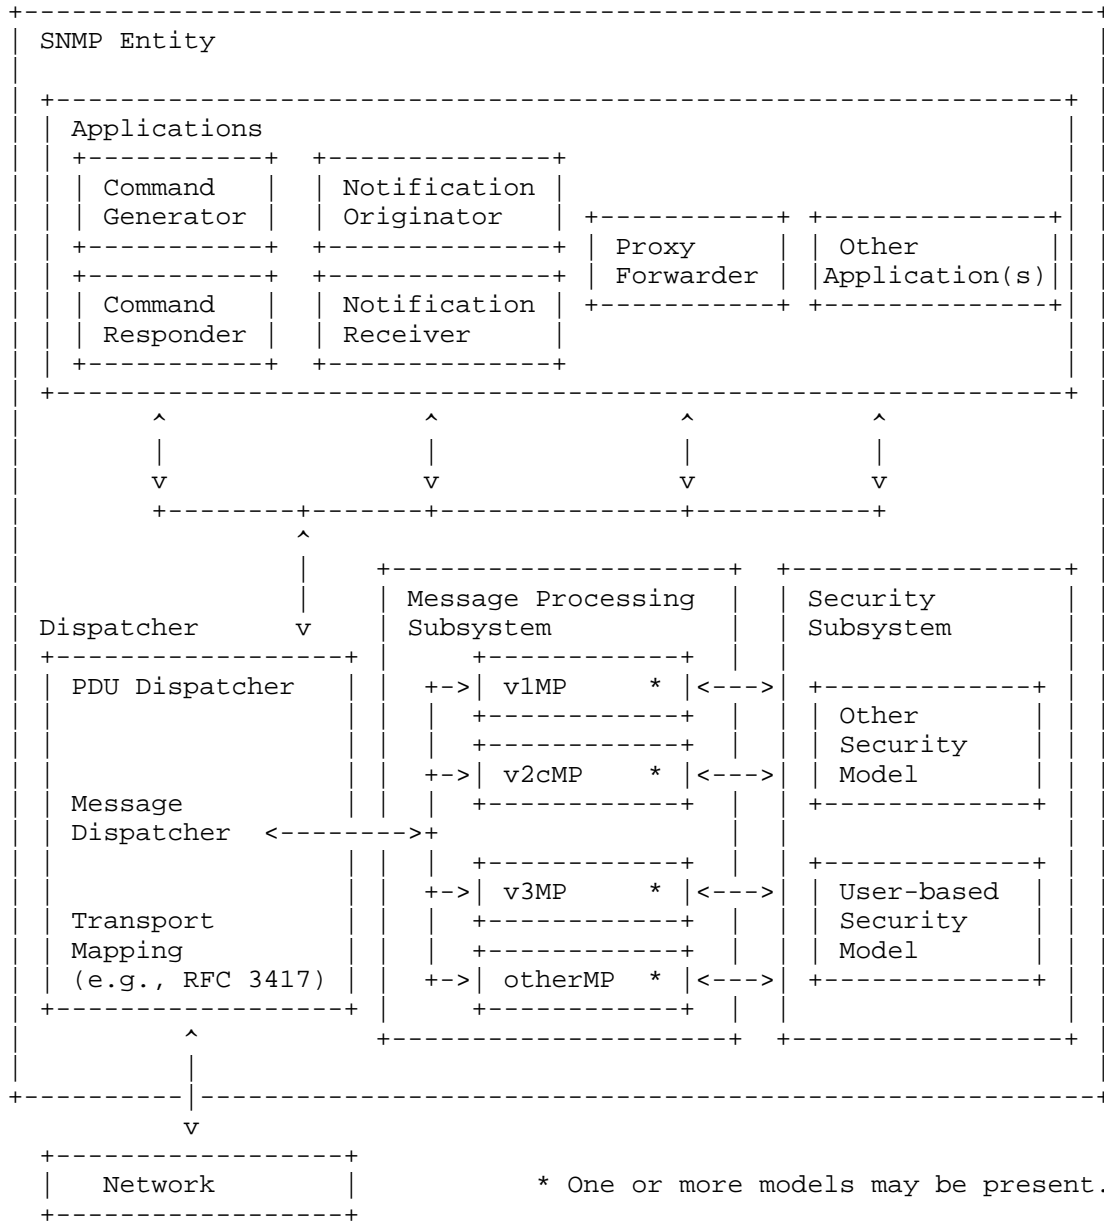 SNMP Entity
Applications
Command Generator
Notification Originator
Proxy Forwarder
Other Application(s)
Command Responder
Notification Receiver
Dispatcher
PDU Dispatcher
Message Dispatcher
Transport Mapping (e.g., RFC 3417)
Message Processing Subsystem
v1MP *
v2cMP *
v3MP *
otherMP *
Security Subsystem
Other Security Model
User-based Security Model
Network
* One or more models may be present.